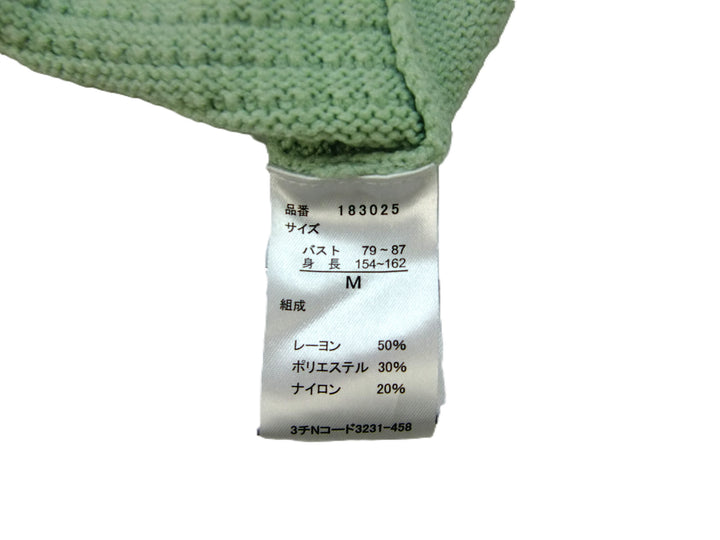 品番 183025
サイズ
バスト 79~87
身長 154~162
M
組成
レーヨン 50%
ポリエステル 30%
ナイロン 20%
3チNコード3231-458